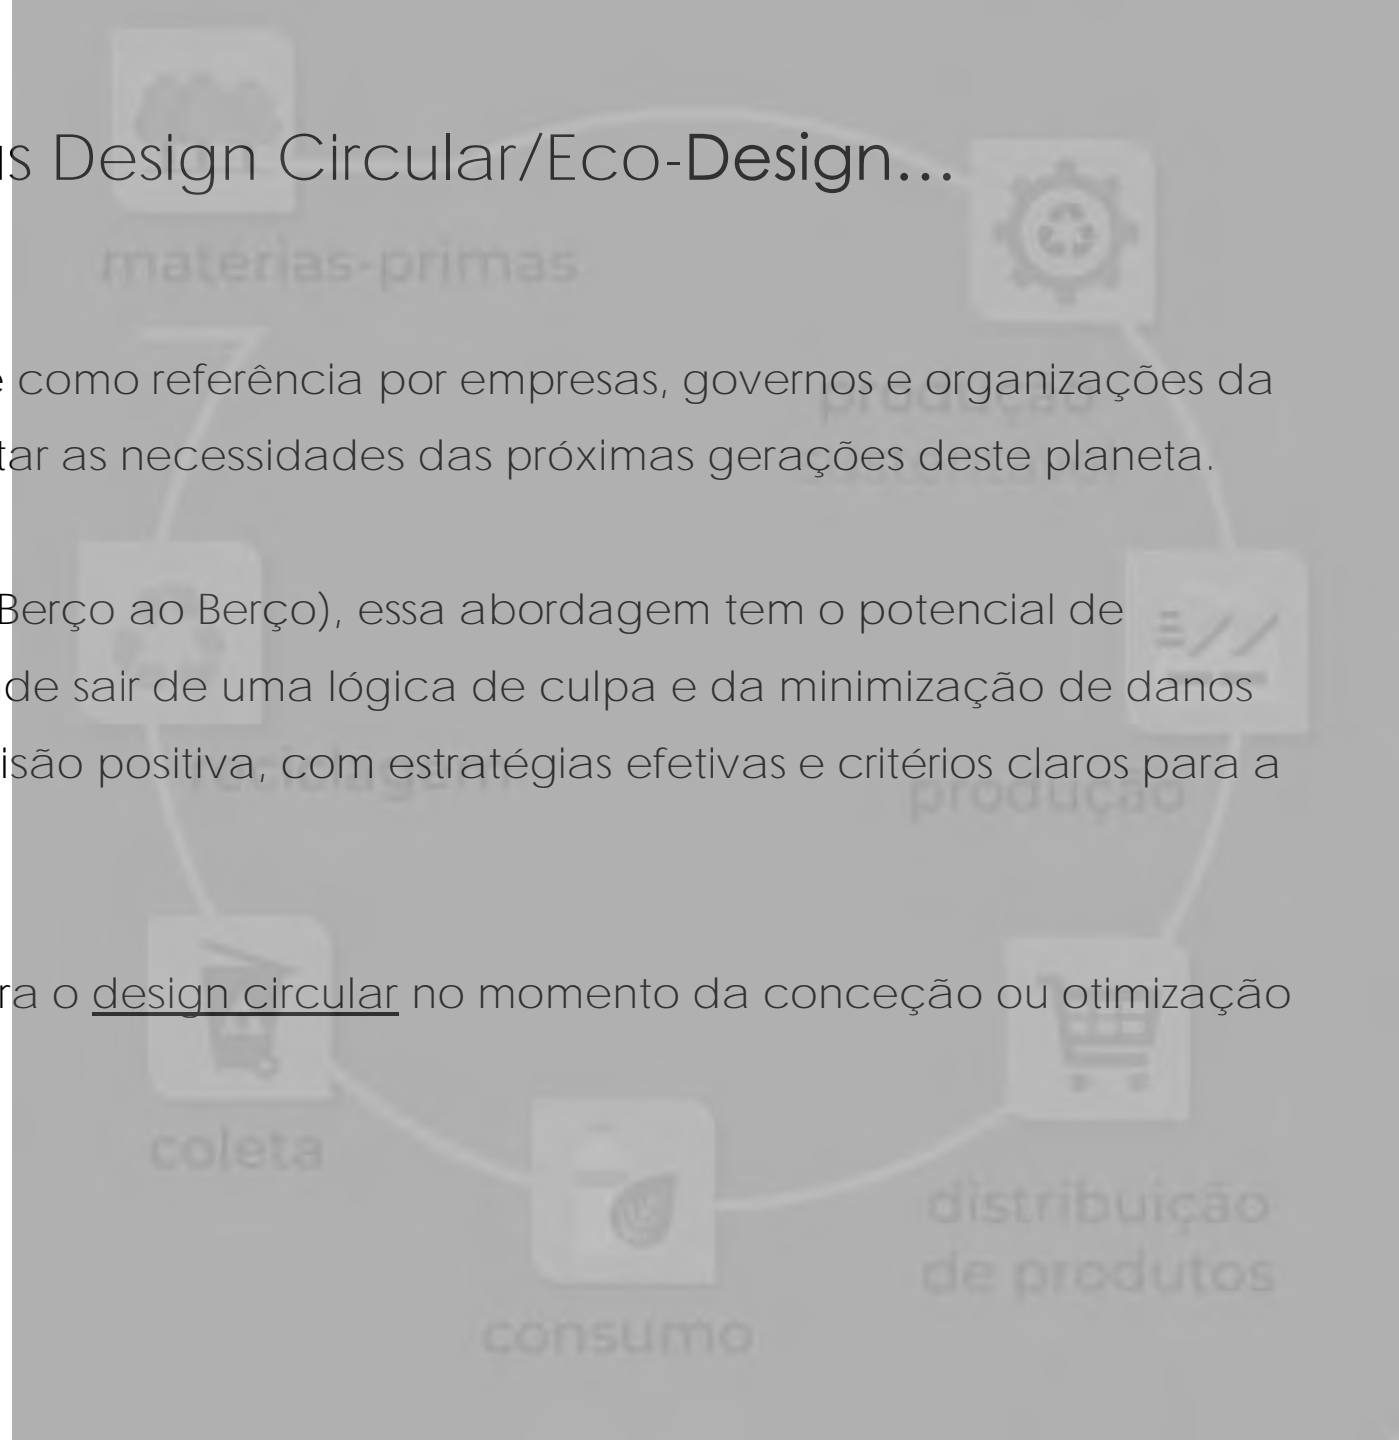 s Design Circular/Eco-Design...
matérias-primas
como referência por empresas, governos e organizações da
produção
tar as necessidades das próximas gerações deste planeta.
sustentável
Berço ao Berço), essa abordagem tem o potencial de
de sair de uma lógica de culpa e da minimização de danos
isão positiva, com estratégias efetivas e critérios claros para a
reciclagem
produção
ra o design circular no momento da conceção ou otimização
coleta
distribuição
de produtos
consumo